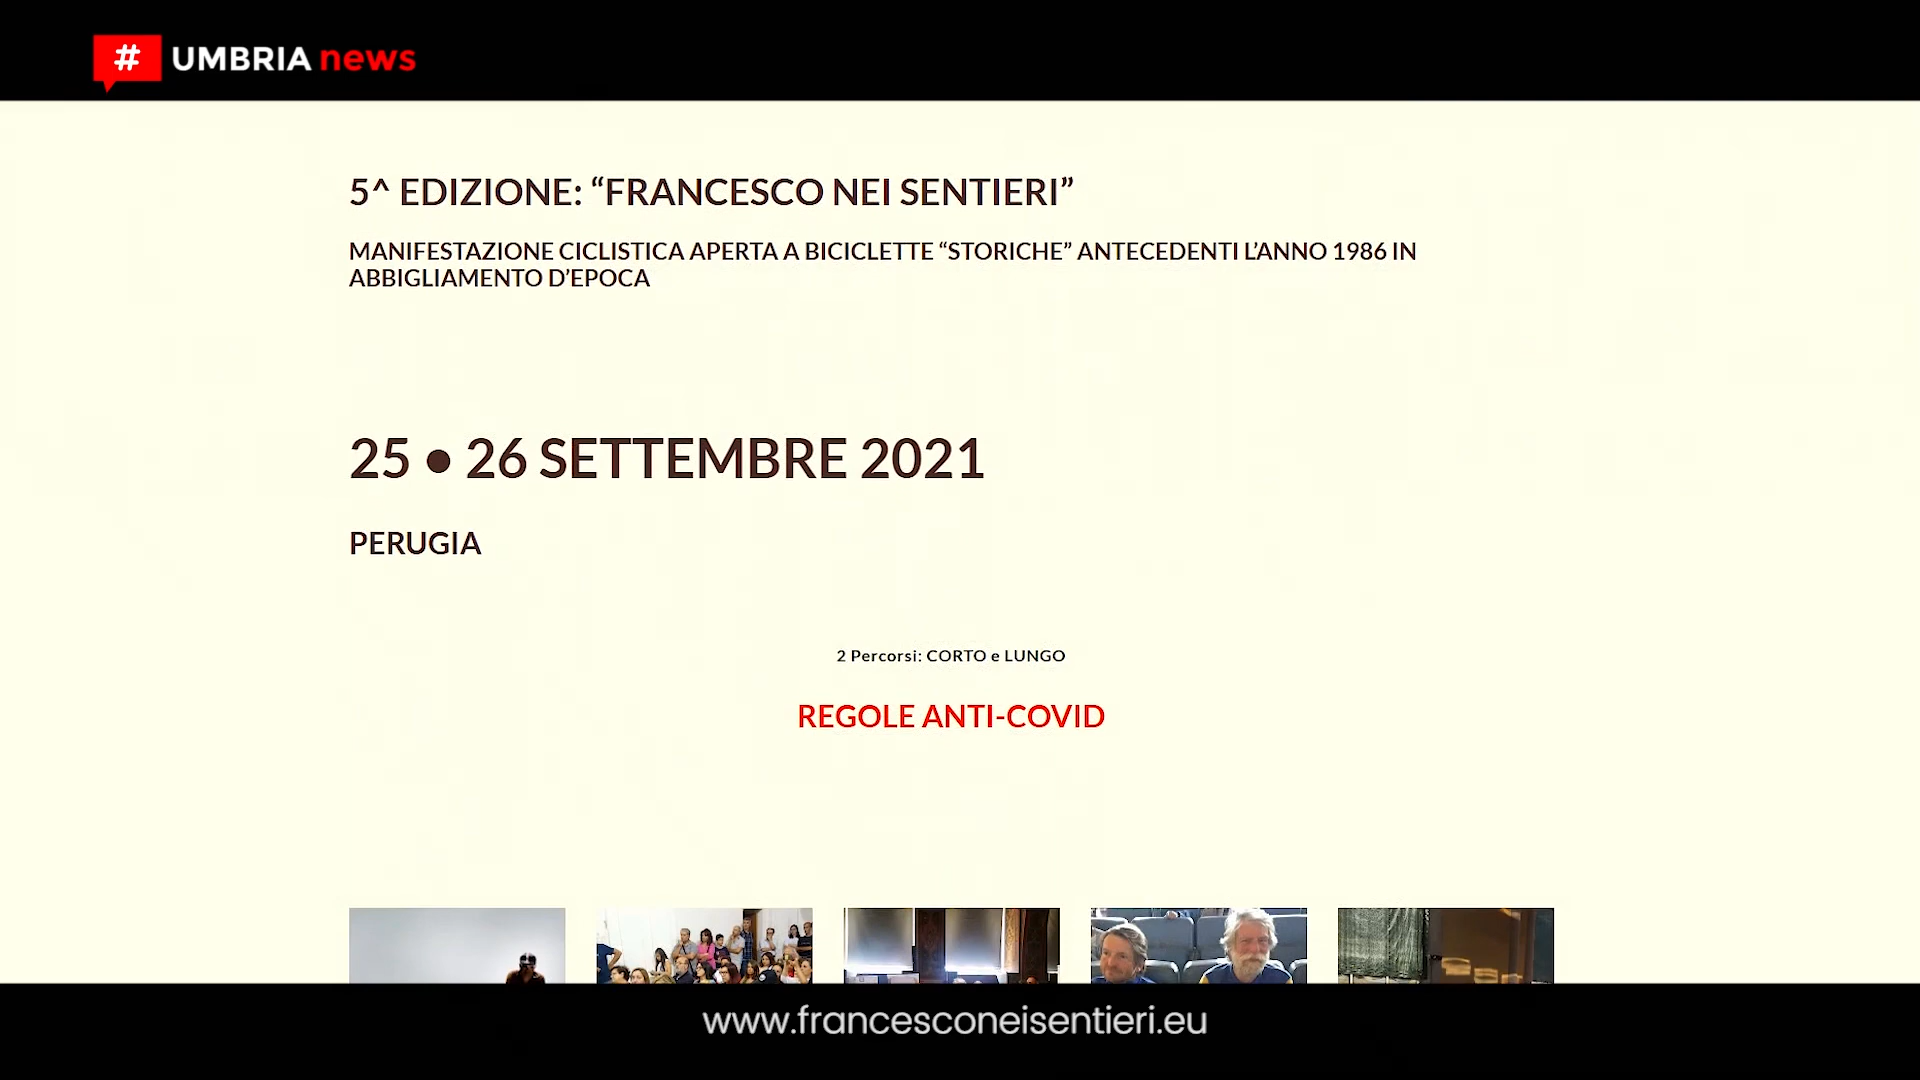 # UMBRIA news
5^ EDIZIONE: “FRANCESCO NEI SENTIERI”
MANIFESTAZIONE CICLISTICA APERTA A BICICLETTE “STORICHE” ANTECEDENTI L’ANNO 1986 IN
ABBIGLIAMENTO D’EPOCA
25 • 26 SETTEMBRE 2021
PERUGIA
2 Percorsi: CORTO e LUNGO
REGOLE ANTI-COVID
www.francesconeisentieri.eu